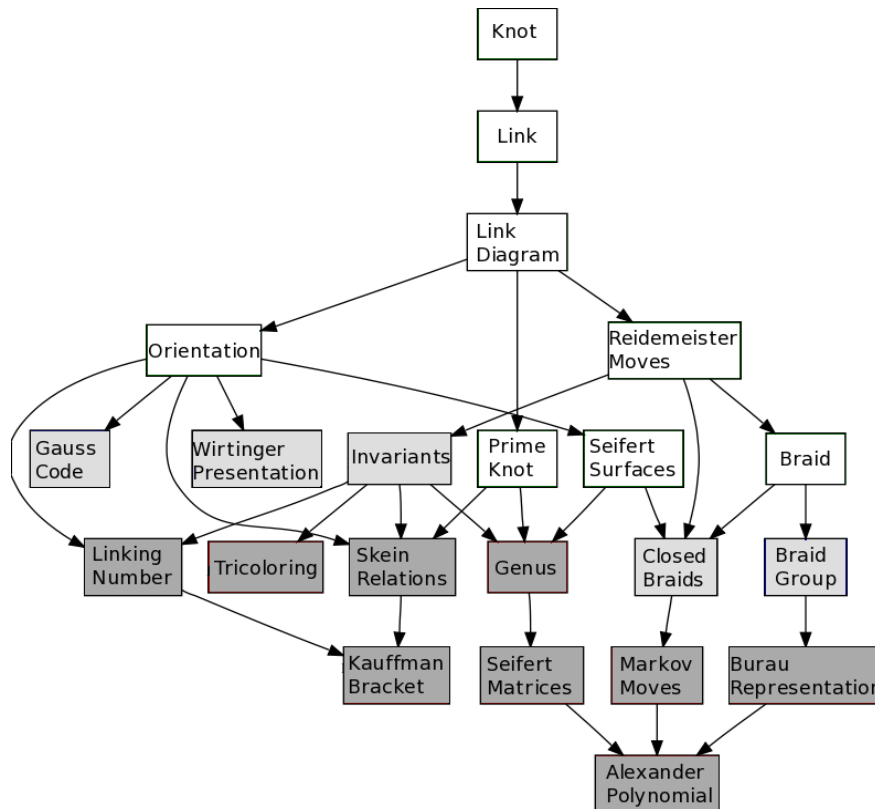 Knot
Link
Link
Diagram
Orientation
Reidemeister
Moves
Gauss
Code
Wirtinger
Presentation
Invariants
Prime
Knot
Seifert
Surfaces
Braid
Linking
Number
Tricoloring
Skein
Relations
Genus
Closed
Braids
Braid
Group
Kauffman
Bracket
Seifert
Matrices
Markov
Moves
Burau
Representation
Alexander
Polynomial